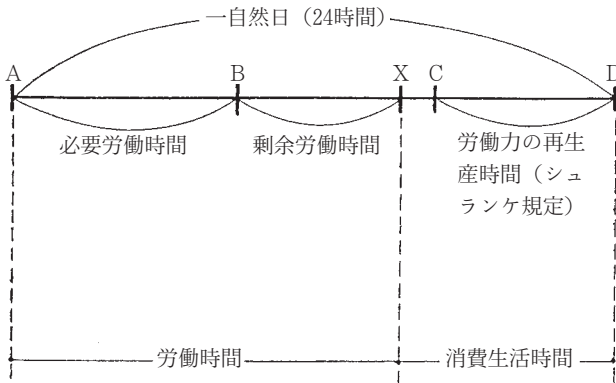 一自然日（24時間）
A B X C D
必要労働時間
剰余労働時間
労働力の再生
産時間（シュ
ランケ規定）
労働時間
消費生活時間